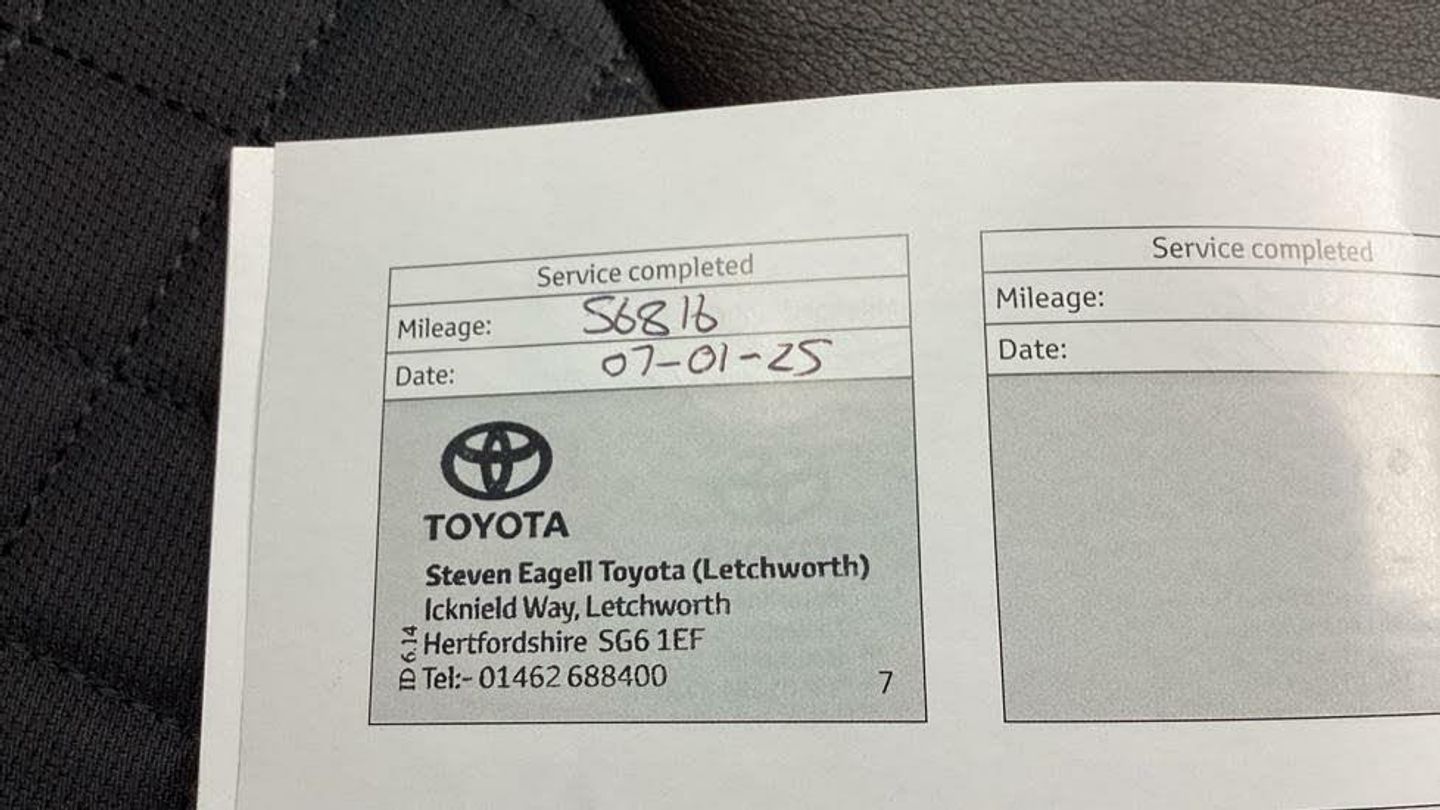 Service completed
Mileage: 56816
Date: 07-01-25
TOYOTA
Steven Eagell Toyota (Letchworth)
Icknield Way, Letchworth
Hertfordshire SG6 1EF
Tel:- 01462 688400
ID 6.14
7
Service completed
Mileage:
Date: